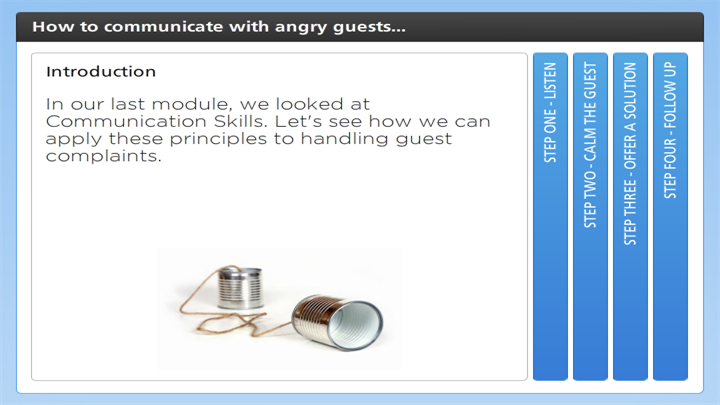 How to communicate with angry guests...
Introduction
In our last module, we looked at
Communication Skills. Let's see how we can
apply these principles to handling guest
complaints.
STEP ONE - LISTEN
STEP TWO - CALM THE GUEST
STEP THREE - OFFER A SOLUTION
STEP FOUR - FOLLOW UP